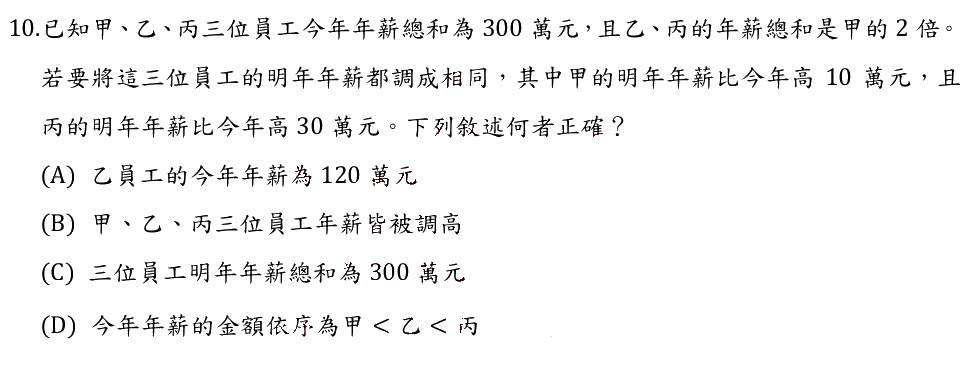 10.已知甲、乙、丙三位員工今年年薪總和為 300 萬元，且乙、丙的年薪總和是甲的 2 倍。
若要將這三位員工的明年年薪都調成相同，其中甲的明年年薪比今年高 10 萬元，且
丙的明年年薪比今年高 30 萬元。下列敘述何者正確？
(A) 乙員工的今年年薪為 120 萬元
(B) 甲、乙、丙三位員工年薪皆被調高
(C) 三位員工明年年薪總和為 300 萬元
(D) 今年年薪的金額依序為甲 < 乙 < 丙